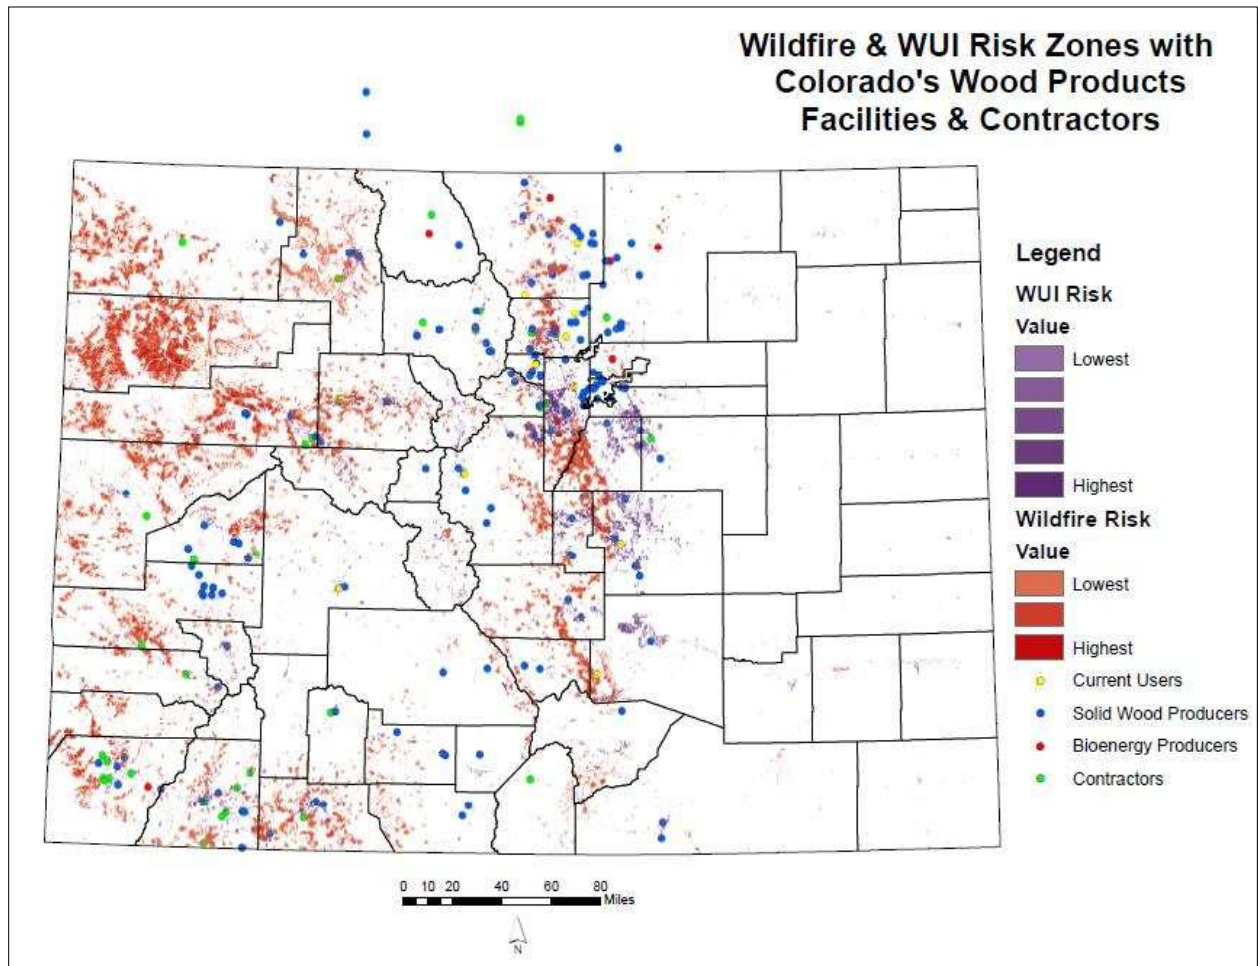 Wildfire & WUI Risk Zones with
Colorado's Wood Products
Facilities & Contractors
Legend
WUI Risk
Value
Lowest
Highest
Wildfire Risk
Value
Lowest
Highest
Current Users
Solid Wood Producers
Bioenergy Producers
Contractors
0 10 20 40 60 80
Miles
N